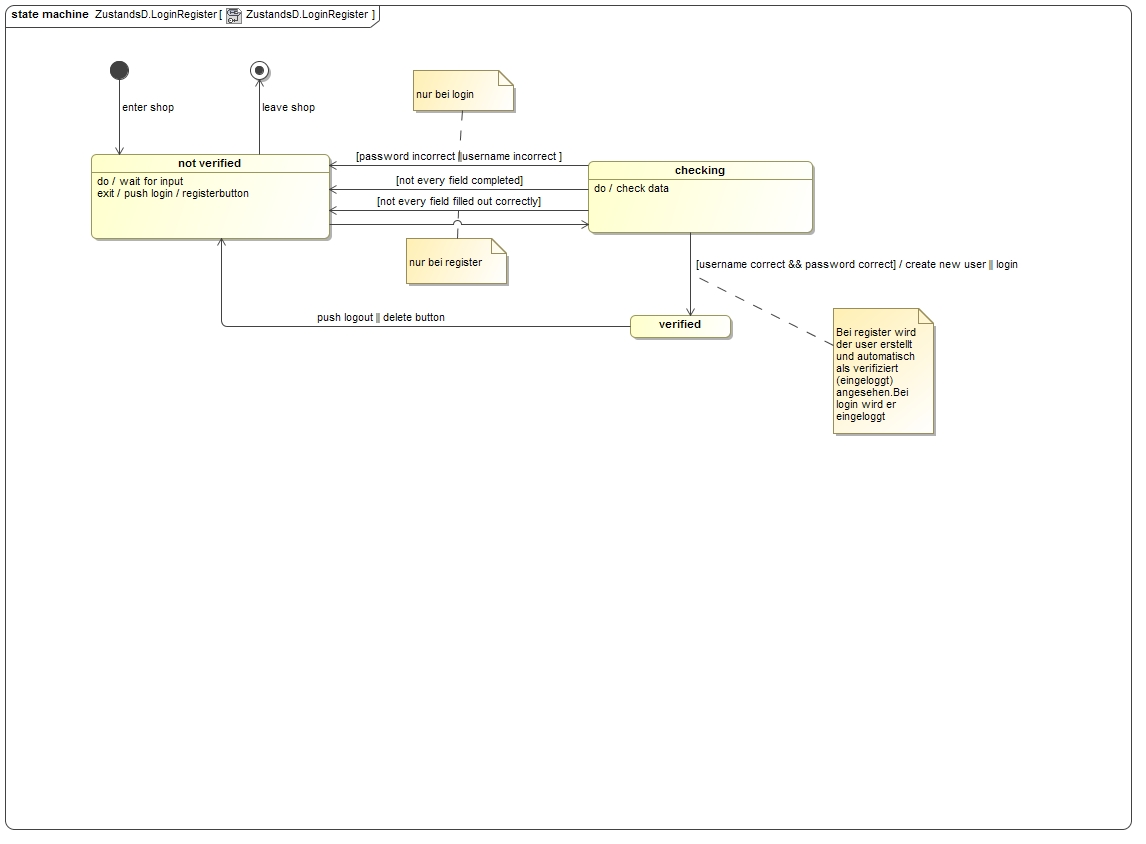 state machine ZustandsD.LoginRegister [ ZustandsD.LoginRegister ]
enter shop
leave shop
nur bei login
not verified
do / wait for input
exit / push login / registerbutton
[password incorrect || username incorrect ]
[not every field completed]
[not every field filled out correctly]
checking
do / check data
nur bei register
[username correct && password correct] / create new user || login
push logout || delete button
verified
Bei register wird
der user erstellt
und automatisch
als verifiziert
(eingeloggt)
angesehen.Bei
login wird er
eingeloggt